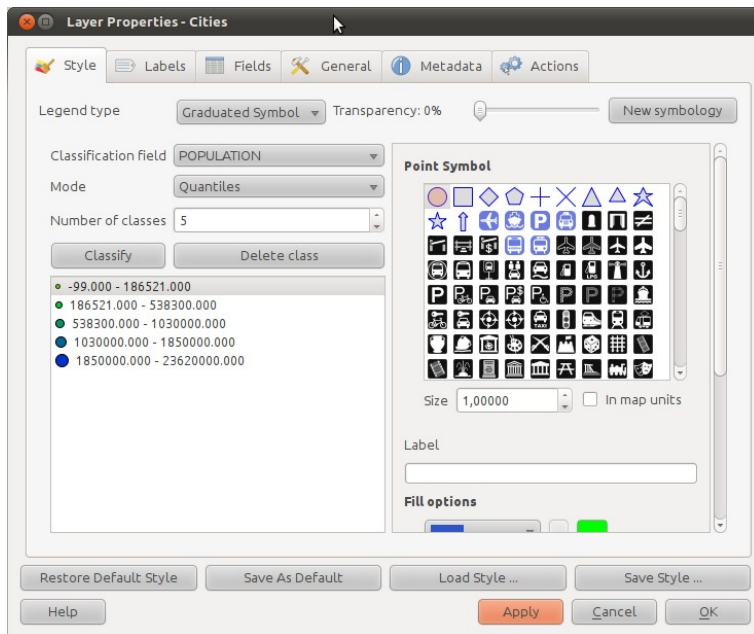 Layer Properties - Cities
Style Labels Fields General Metadata Actions
Legend type Graduated Symbol Transparency: 0% New symbology
Classification field POPULATION
Mode Quantiles
Number of classes 5
Classify Delete class
-99.000 - 186521.000
186521.000 - 538300.000
538300.000 - 1030000.000
1030000.000 - 1850000.000
1850000.000 - 23620000.000
Point Symbol
Size 1,00000 In map units
Label
Fill options
Restore Default Style Save As Default Load Style ... Save Style ...
Help Apply Cancel OK